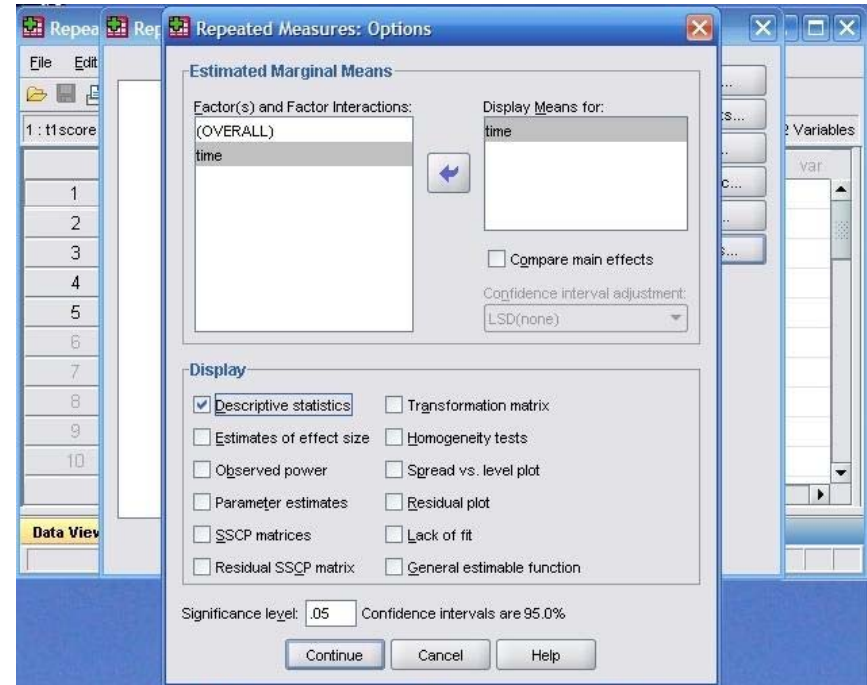 Repea
Rep
Repeated Measures: Options
File Edit
1 : t1score
2 Variables
var
1
2
3
4
5
6
7
8
9
10
Data View
Estimated Marginal Means
Factor(s) and Factor Interactions:
(OVERALL)
time
Display Means for:
time
Compare main effects
Confidence interval adjustment:
LSD(none)
Display
Descriptive statistics Transformation matrix
Estimates of effect size Homogeneity tests
Observed power Spread vs. level plot
Parameter estimates Residual plot
SSCP matrices Lack of fit
Residual SSCP matrix General estimable function
Significance level: .05 Confidence intervals are 95.0%
Continue Cancel Help
...
s...
..
c...
..
s...